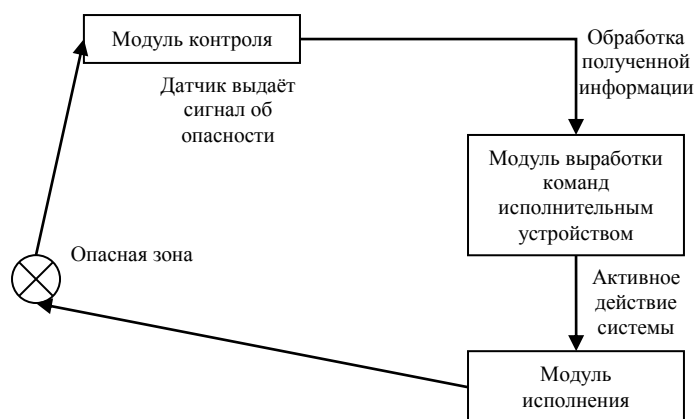 Модуль контроля
Датчик выдаёт
сигнал об
опасности
Обработка
полученной
информации
Модуль выработки
команд
исполнительным
устройством
Опасная зона
Активное
действие
системы
Модуль
исполнения